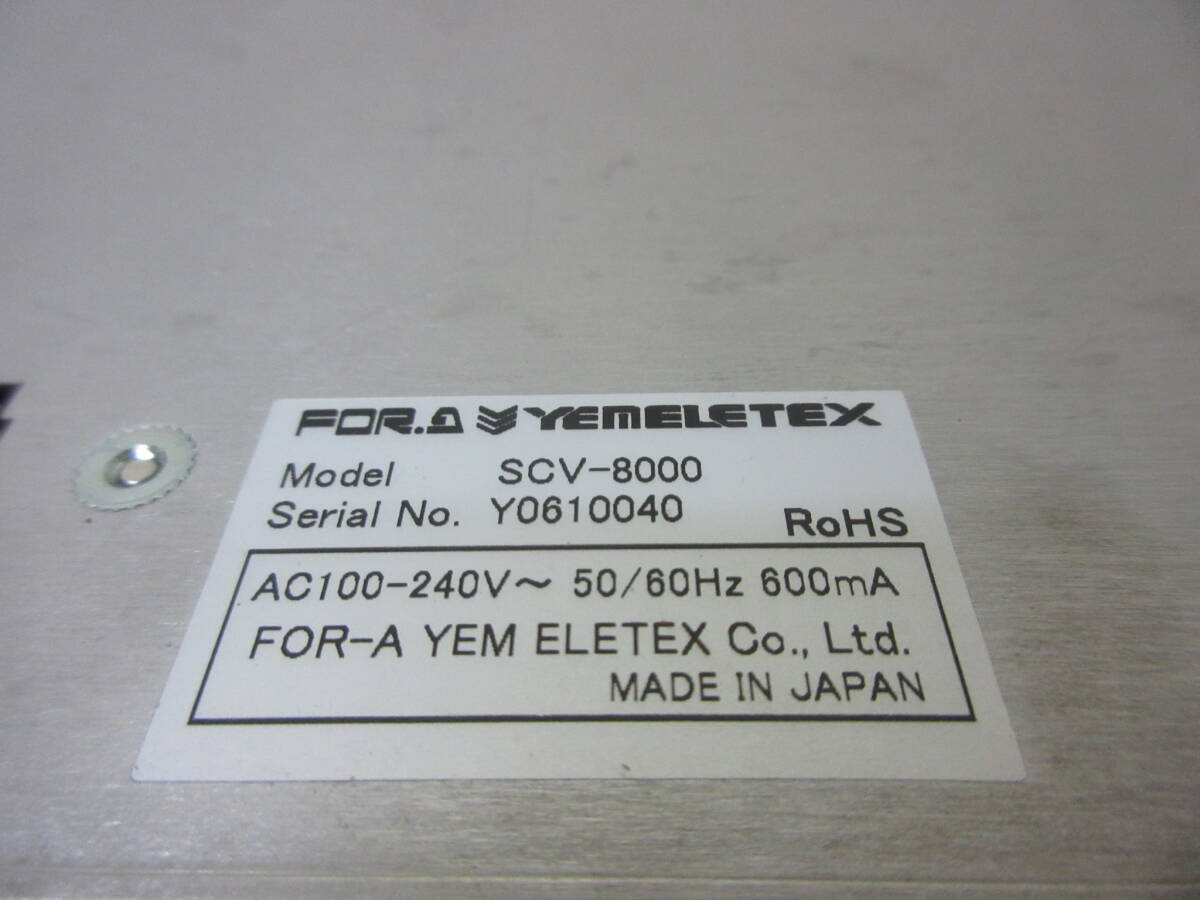 FOR.A YEMELETEX
Model SCV-8000
Serial No. Y0610040
RoHS
AC100-240V~ 50/60Hz 600mA
FOR-A YEM ELETEX Co., Ltd.
MADE IN JAPAN